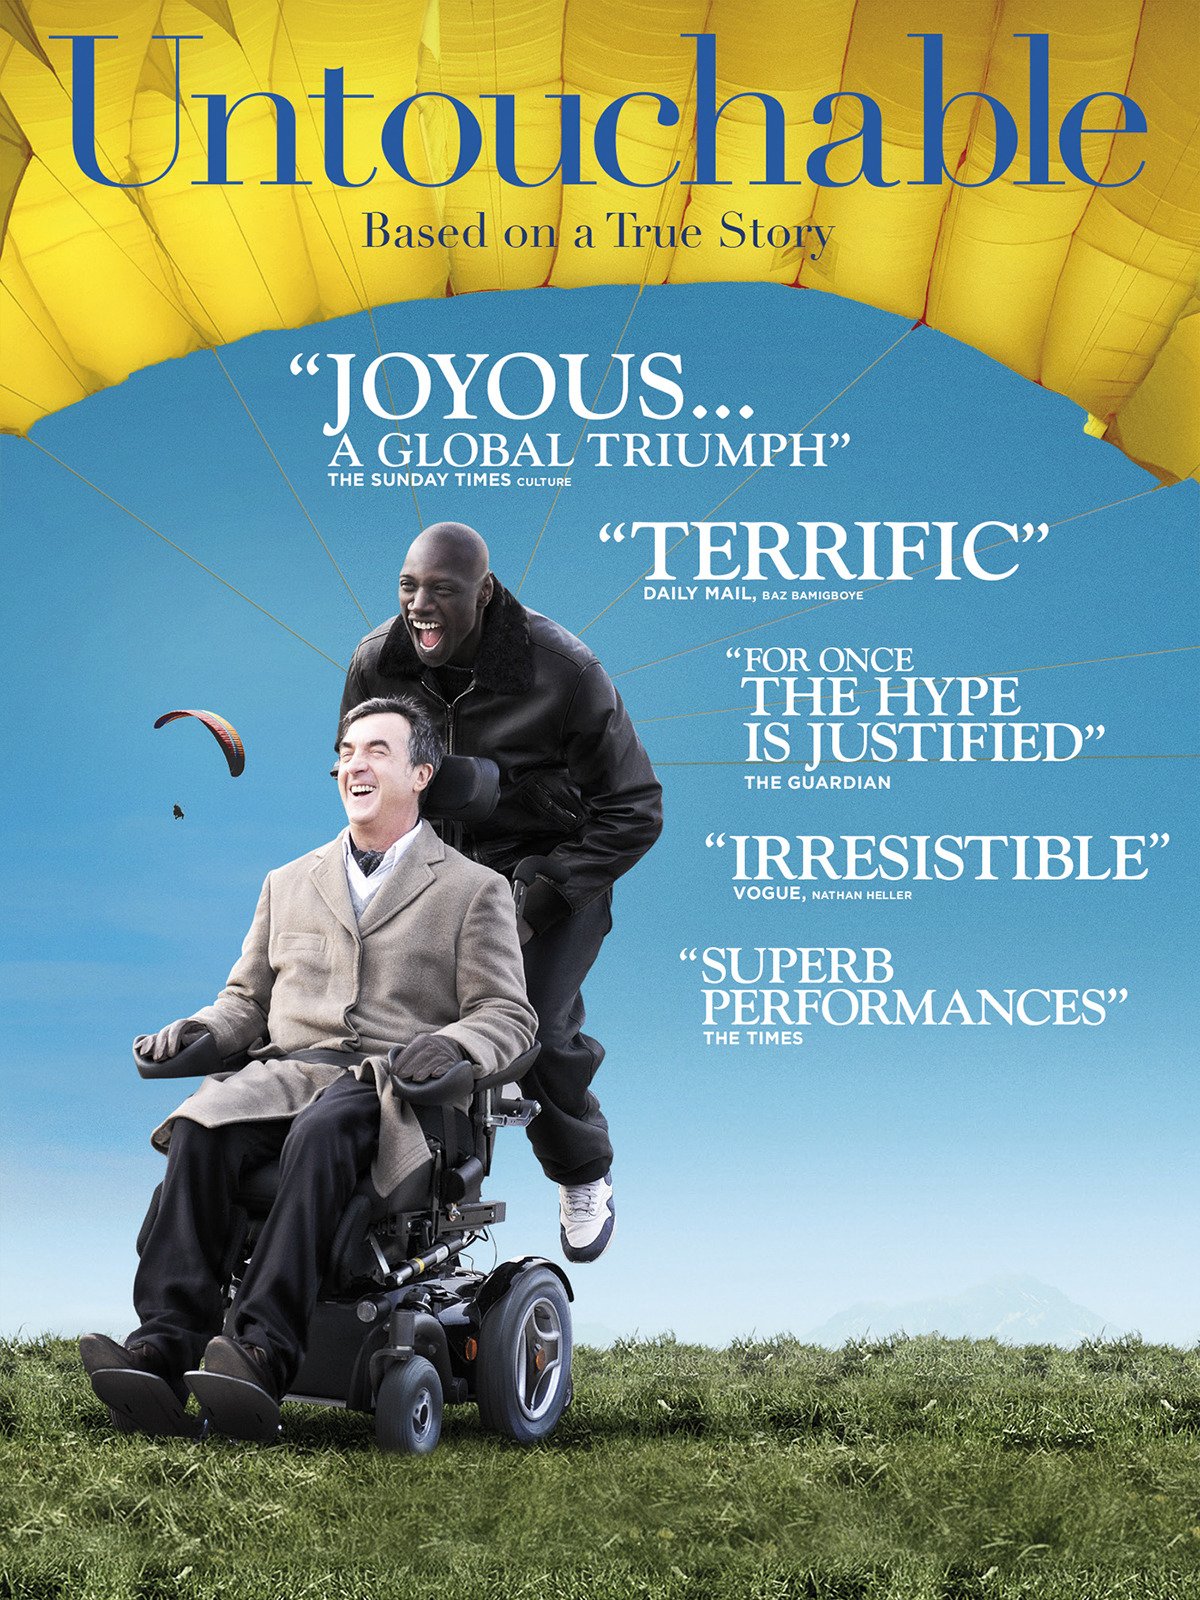 Untouchable
Based on a True Story
“JOYOUS...
A GLOBAL TRIUMPH”
THE SUNDAY TIMES CULTURE
“TERRIFIC”
DAILY MAIL, BAZ BAMIGBOYE
“FOR ONCE
THE HYPE
IS JUSTIFIED”
THE GUARDIAN
“IRRESISTIBLE”
VOGUE, NATHAN HELLER
“SUPERB
PERFORMANCES”
THE TIMES